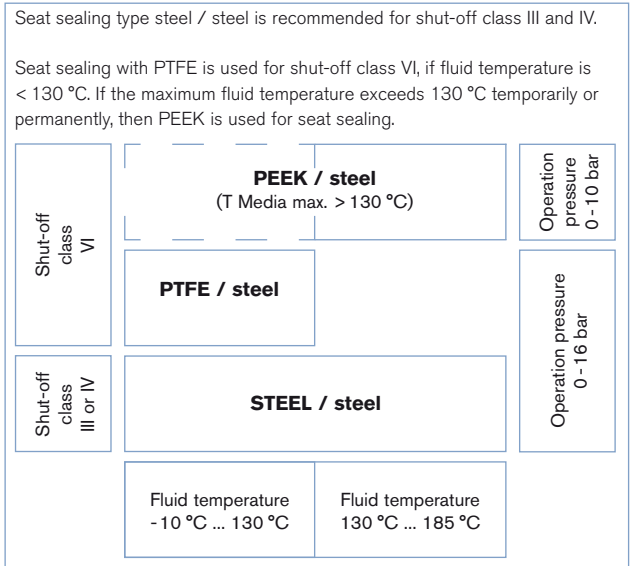 Seat sealing type steel / steel is recommended for shut-off class III and IV.
Seat sealing with PTFE is used for shut-off class VI, if fluid temperature is
< 130 °C. If the maximum fluid temperature exceeds 130 °C temporarily or
permanently, then PEEK is used for seat sealing.
Shut-off
class
VI
PEEK / steel
(T Media max. > 130 °C)
Operation
pressure
0 - 10 bar
PTFE / steel
Operation pressure
0 - 16 bar
Shut-off
class
III or IV
STEEL / steel
Fluid temperature
- 10 °C ... 130 °C
Fluid temperature
130 °C ... 185 °C